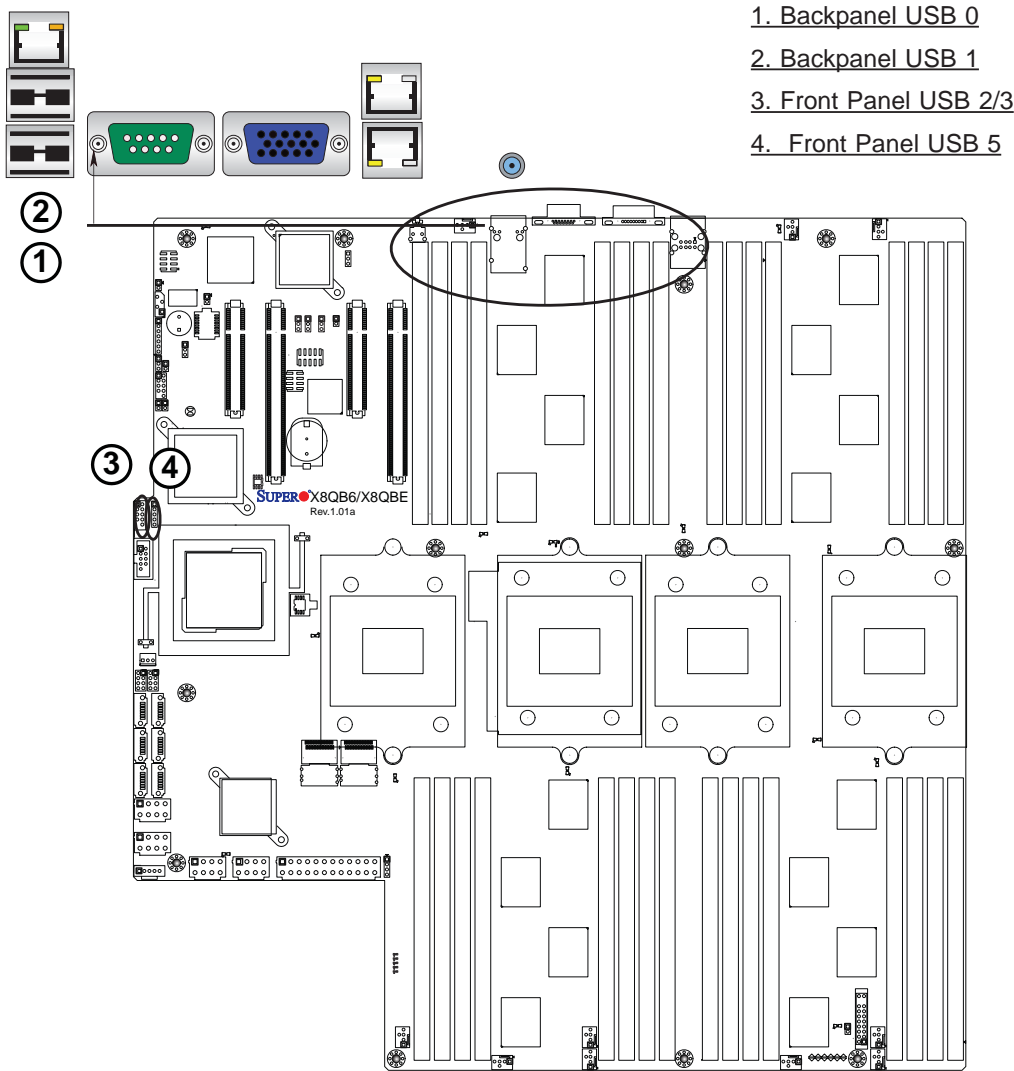 1. Backpanel USB 0
2. Backpanel USB 1
3. Front Panel USB 2/3
4. Front Panel USB 5
2
1
3
4
SUPER X8QB6/X8QBE
Rev.1.01a